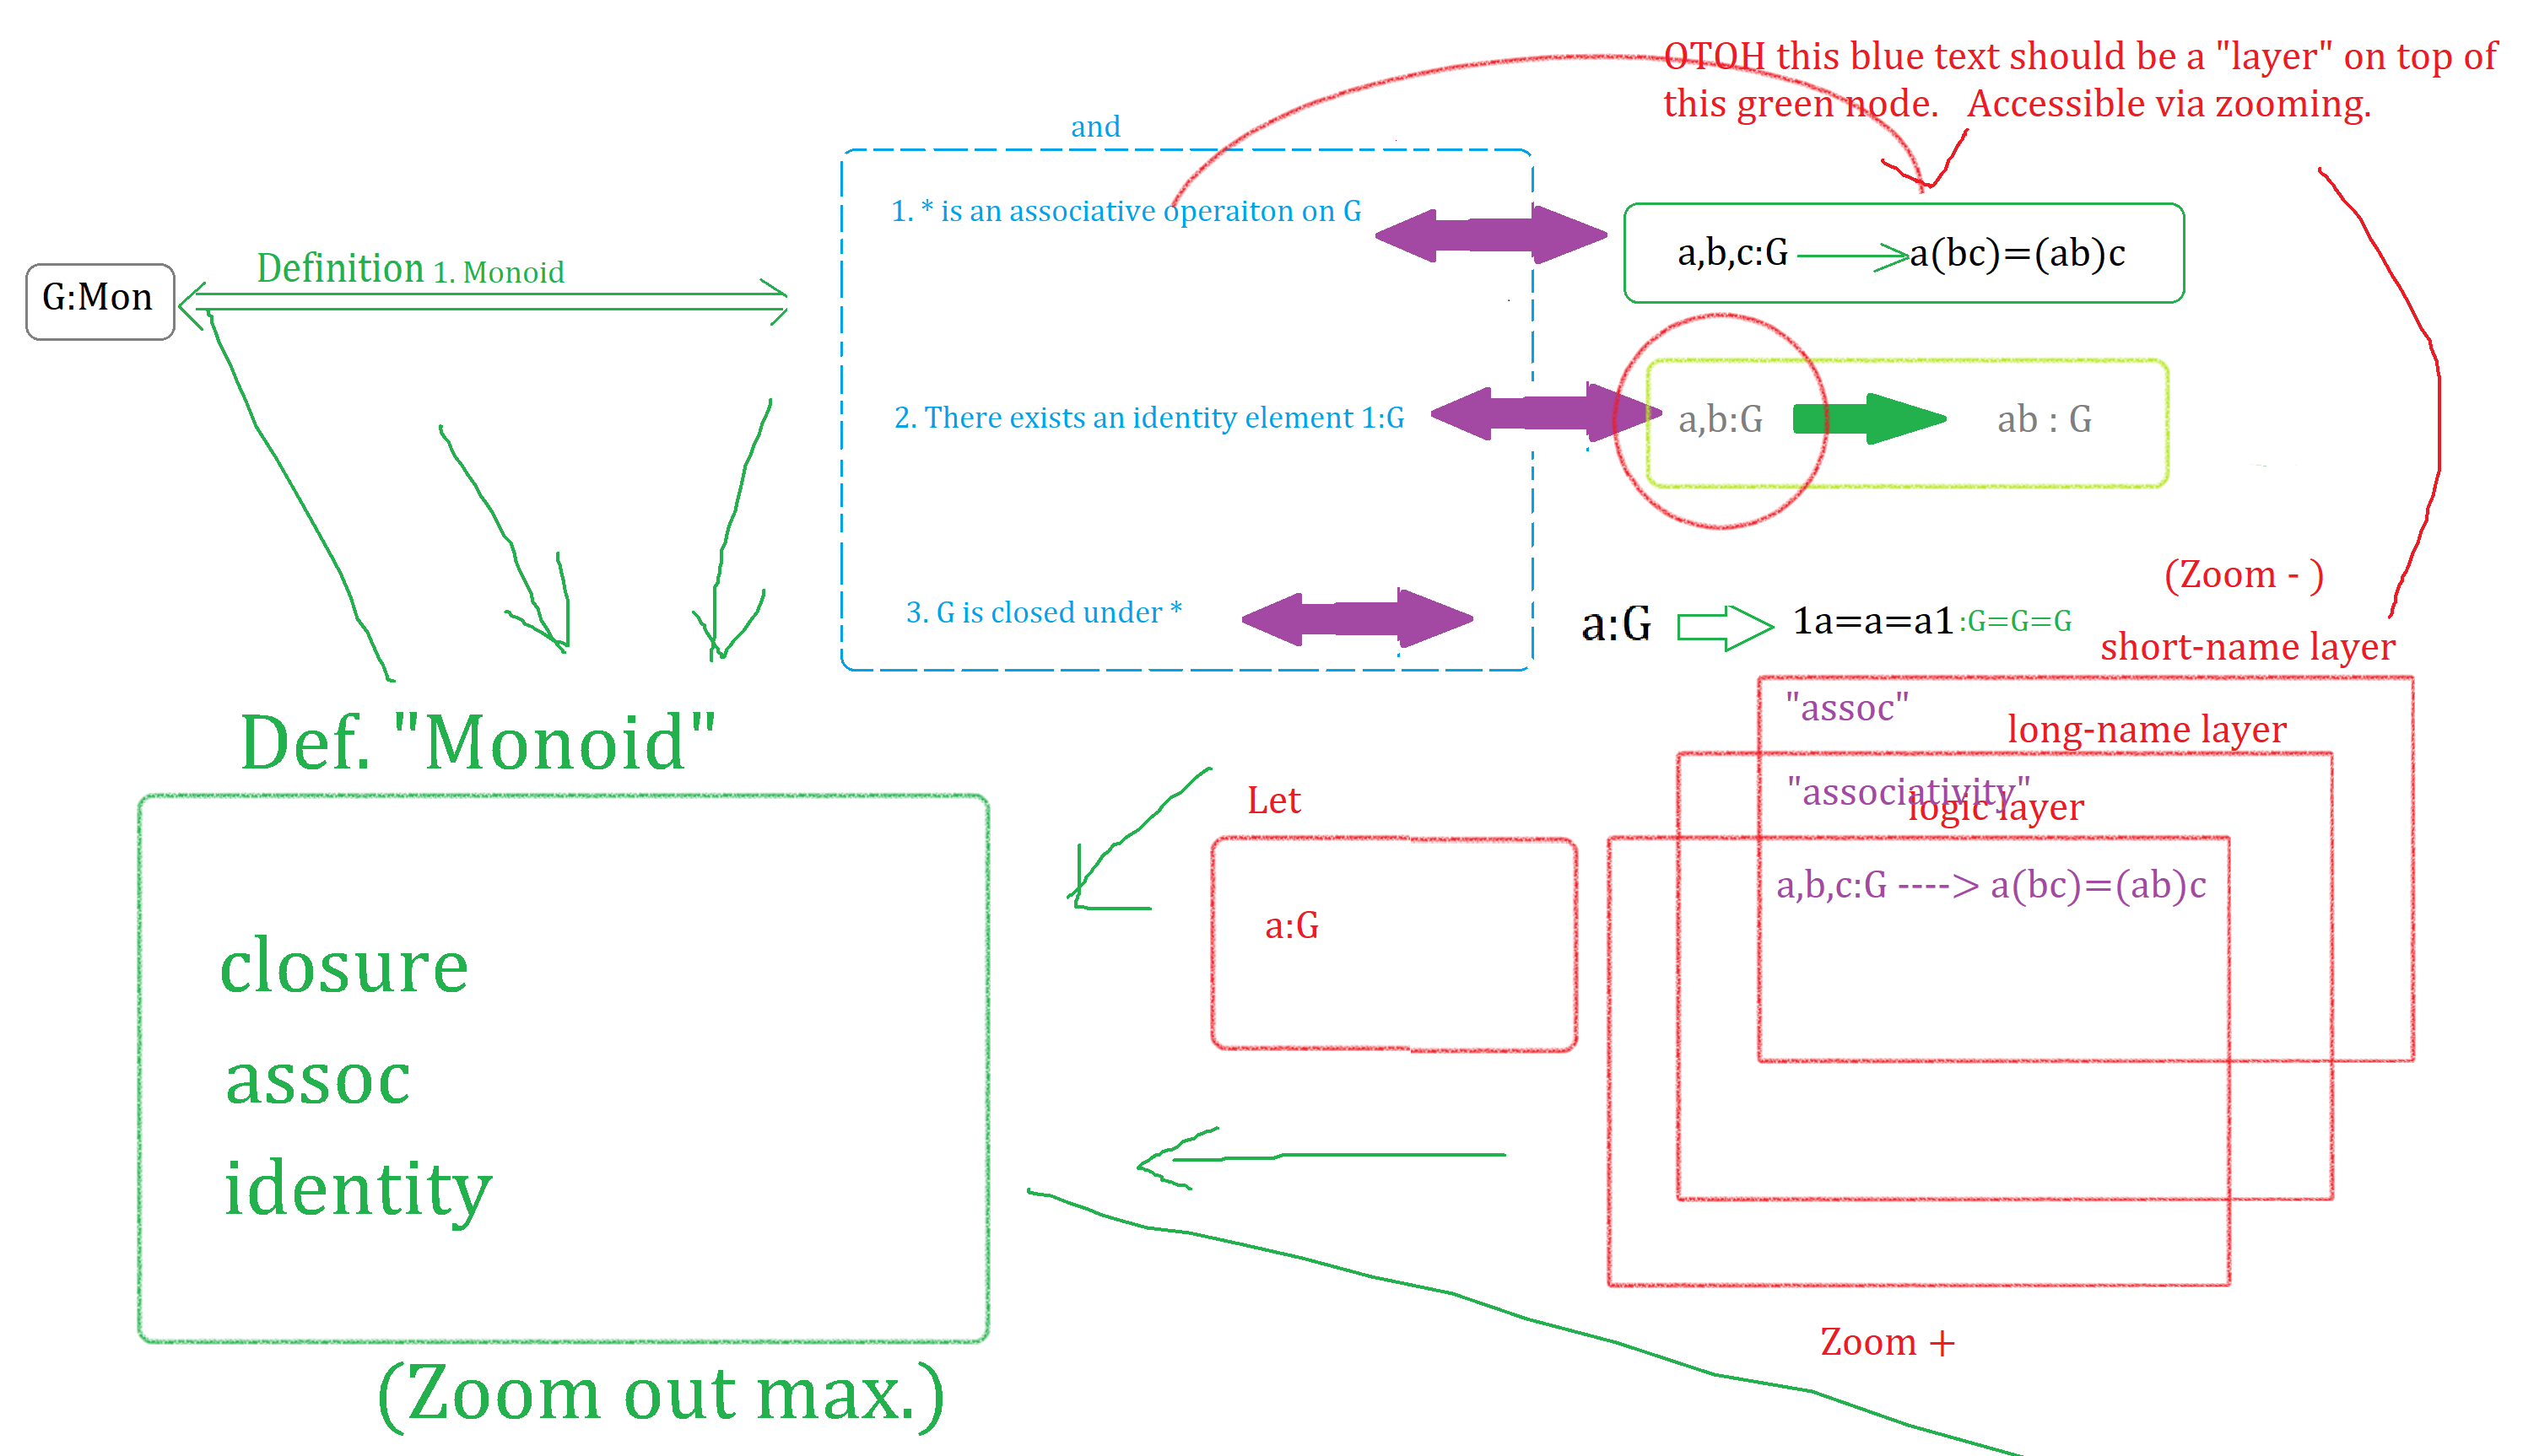 OTOH this blue text should be a "layer" on top of
this green node. Accessible via zooming.
and
1. * is an associative operaiton on G
a,b,c:G a(bc)=(ab)c
Definition 1. Monoid
G:Mon
2. There exists an identity element 1:G
a,b:G ab : G
(Zoom - )
3. G is closed under *
a:G 1a=a=a1 :G=G=G
short-name layer
"assoc"
long-name layer
Def. "Monoid"
"associativity"
Let
logic layer
a,b,c:G ----> a(bc)=(ab)c
a:G
closure
assoc
identity
Zoom +
(Zoom out max.)